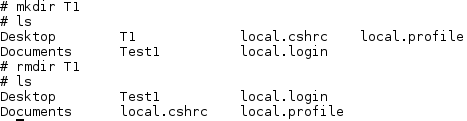 # mkdir T1
# ls
Desktop T1 local.cshrc local.profile
Documents Test1 local.login
# rmdir T1
# ls
Desktop Test1 local.login
Documents local.cshrc local.profile